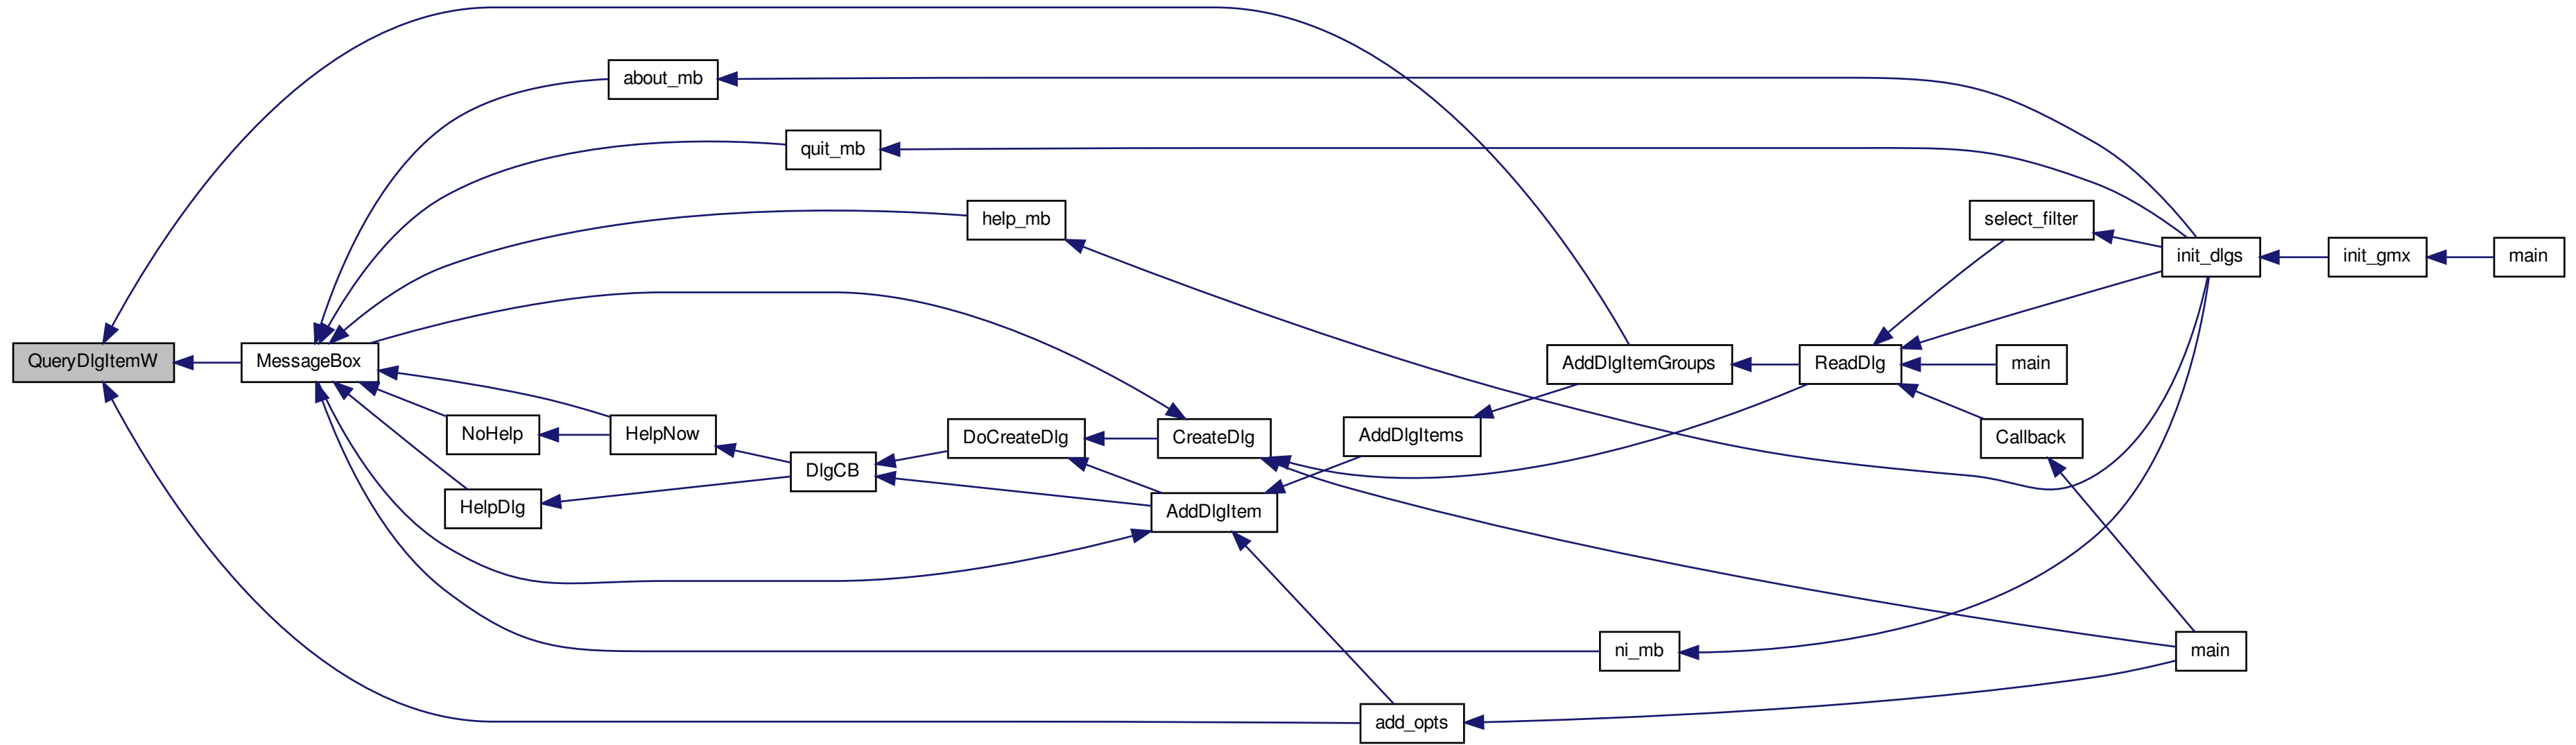 about_mb
quit_mb
help_mb
select_filter
init_dlgs
init_gmx
main
QueryDlgItemW
MessageBox
AddDlgItemGroups
ReadDlg
main
NoHelp
HelpNow
DoCreateDlg
CreateDlg
AddDlgItems
Callback
DlgCB
HelpDlg
AddDlgItem
ni_mb
main
add_opts